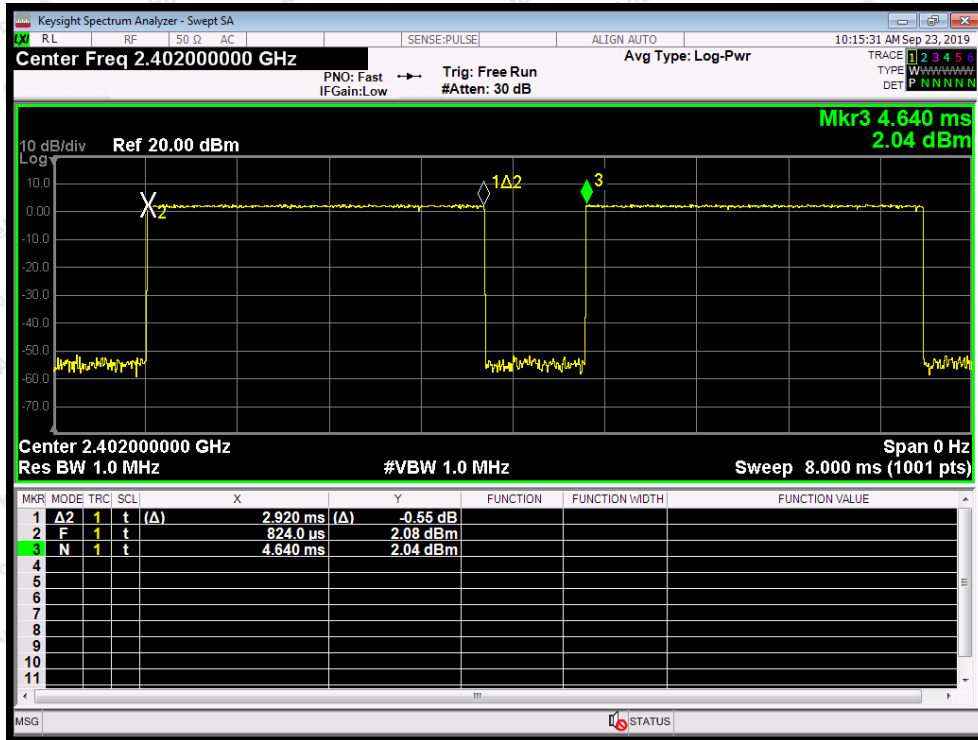 Keysight Spectrum Analyzer - Swept SA
LXI RL RF 50 Ω AC SENSE:PULSE ALIGN AUTO 10:15:31 AM Sep 23, 2019
Center Freq 2.402000000 GHz Avg Type: Log-Pwr TRACE 1 2 3 4 5 6
PNO: Fast Trig: Free Run TYPE WWWWWW
IFGain:Low #Atten: 30 dB DET P N N N N N
Mkr3 4.640 ms
10 dB/div Ref 20.00 dBm 2.04 dBm
Log
10.0 1Δ2 3
0.00 2
-10.0
-20.0
-30.0
-40.0
-50.0
-60.0
-70.0
Center 2.402000000 GHz Span 0 Hz
Res BW 1.0 MHz #VBW 1.0 MHz Sweep 8.000 ms (1001 pts)
MKR MODE TRC SCL X Y FUNCTION FUNCTION WIDTH FUNCTION VALUE
1 Δ2 1 t (Δ) 2.920 ms (Δ) -0.55 dB
2 F 1 t 824.0 µs 2.08 dBm
3 N 1 t 4.640 ms 2.04 dBm
4
5
6
7
8
9
10
11
MSG STATUS